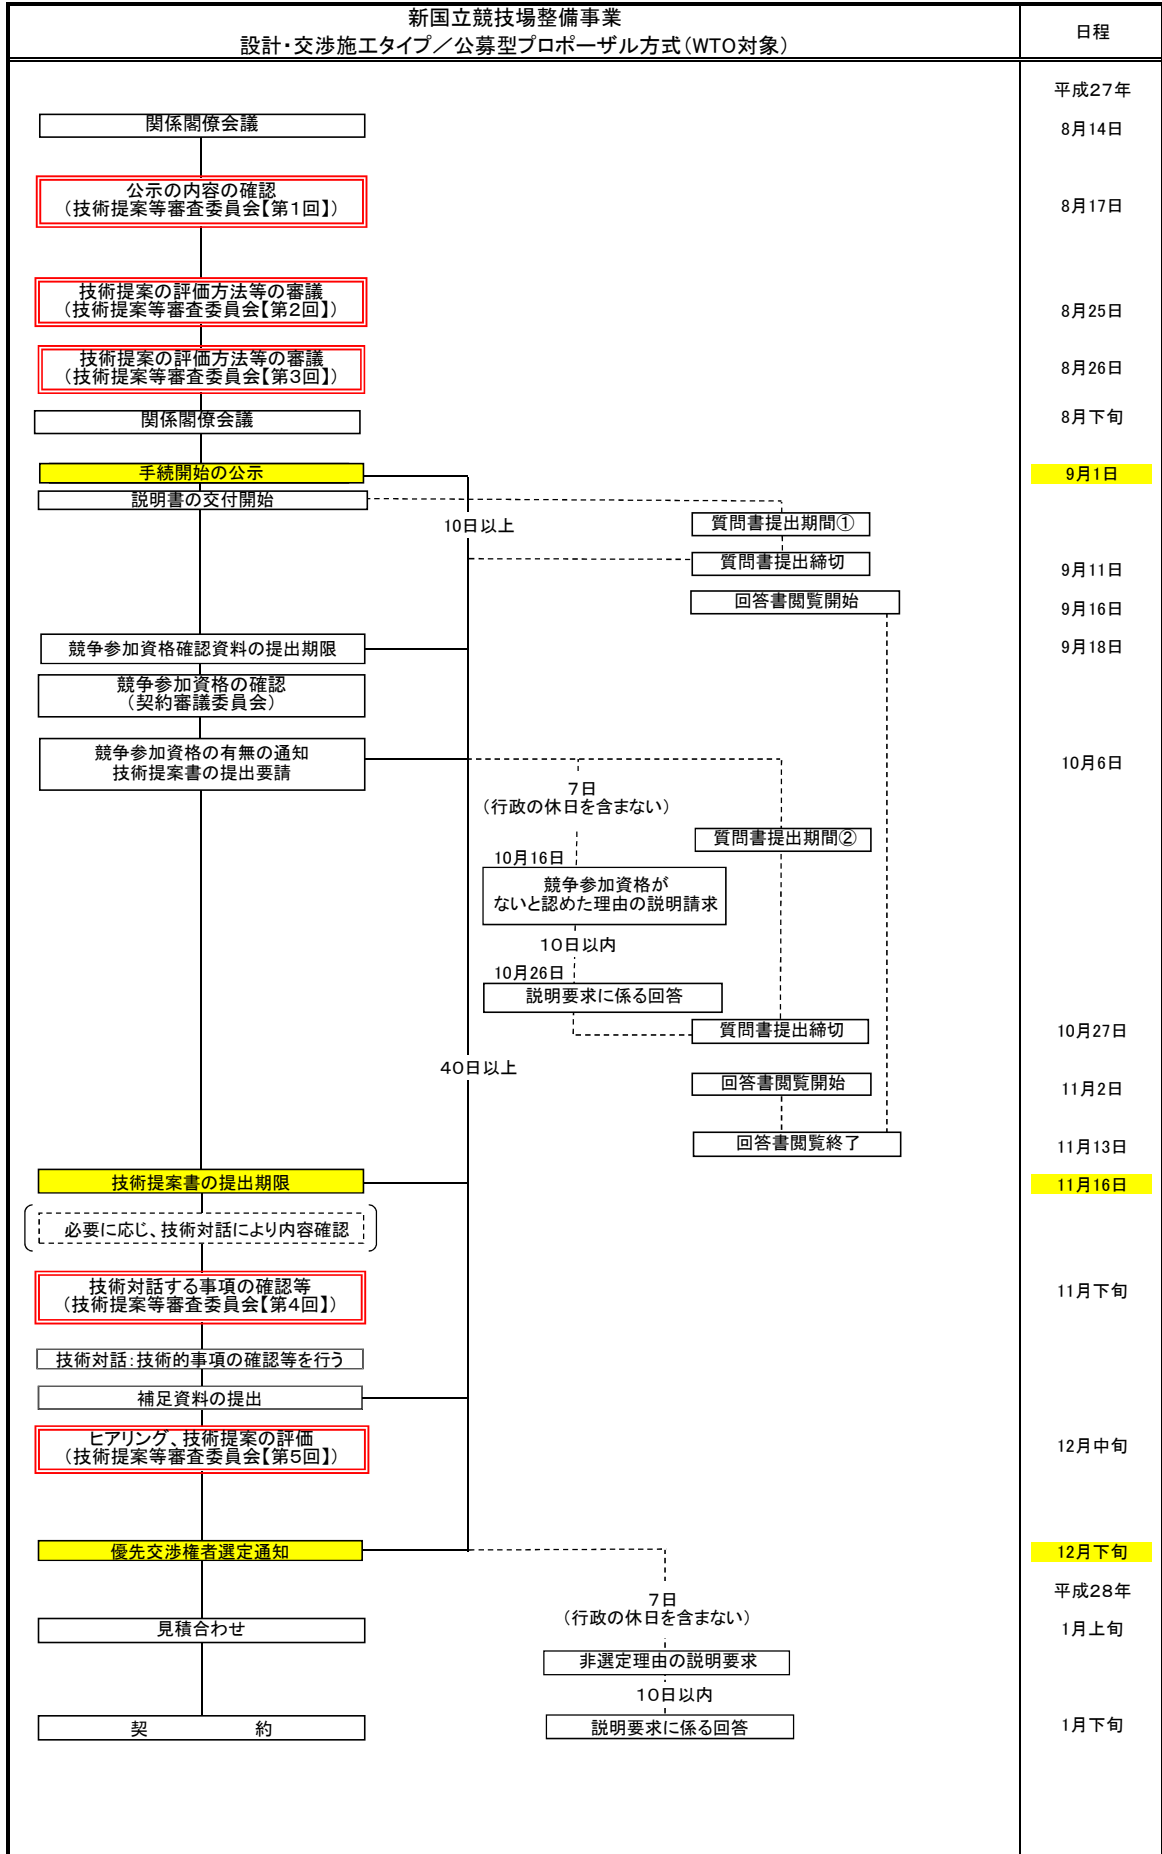 新国立競技場整備事業
設計・交渉施工タイプ／公募型プロポーザル方式（WTO対象）
日程
平成27年
関係閣僚会議
8月14日
公示の内容の確認
（技術提案等審査委員会【第1回】）
8月17日
技術提案の評価方法等の審議
（技術提案等審査委員会【第2回】）
8月25日
技術提案の評価方法等の審議
（技術提案等審査委員会【第3回】）
8月26日
関係閣僚会議
8月下旬
手続開始の公示
9月1日
説明書の交付開始
10日以上
質問書提出期間①
質問書提出締切
9月11日
回答書閲覧開始
9月16日
競争参加資格確認資料の提出期限
9月18日
競争参加資格の確認
（契約審議委員会）
競争参加資格の有無の通知
技術提案書の提出要請
10月6日
7日
（行政の休日を含まない）
質問書提出期間②
10月16日
競争参加資格が
ないと認めた理由の説明請求
10日以内
10月26日
説明要求に係る回答
質問書提出締切
10月27日
40日以上
回答書閲覧開始
11月2日
回答書閲覧終了
11月13日
技術提案書の提出期限
11月16日
必要に応じ、技術対話により内容確認
技術対話する事項の確認等
（技術提案等審査委員会【第4回】）
11月下旬
技術対話：技術的事項の確認等を行う
補足資料の提出
ヒアリング、技術提案の評価
（技術提案等審査委員会【第5回】）
12月中旬
優先交渉権者選定通知
12月下旬
平成28年
7日
（行政の休日を含まない）
見積合わせ
1月上旬
非選定理由の説明要求
10日以内
契　　　約
説明要求に係る回答
1月下旬